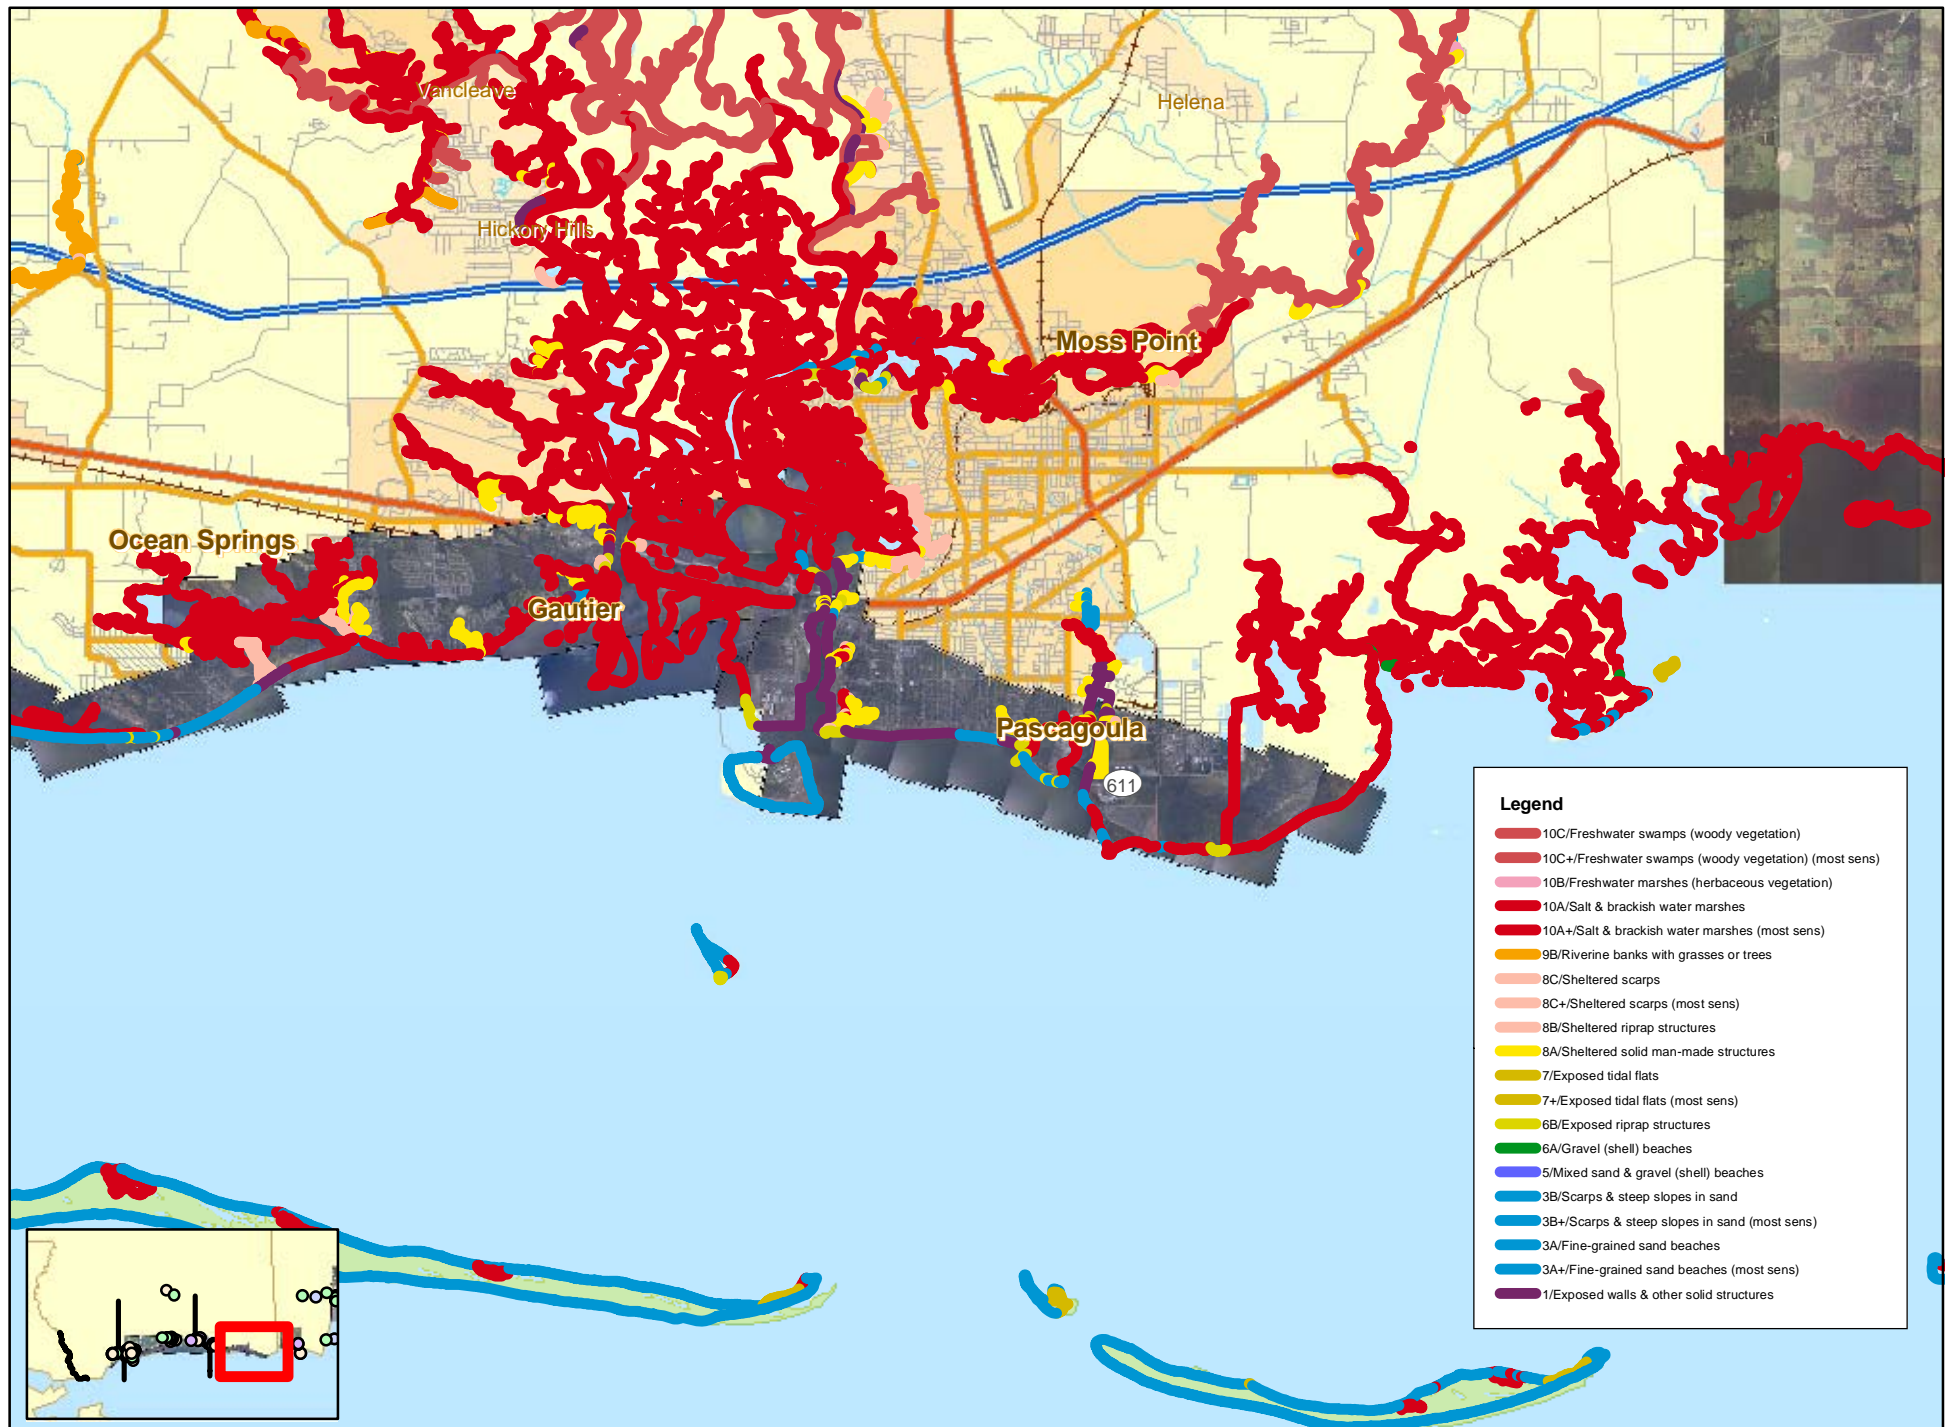 Vancleave
Helena
Hickory Hills
Moss Point
Ocean Springs
Gautier
Pascagoula
611
Legend
10C/Freshwater swamps (woody vegetation)
10C+/Freshwater swamps (woody vegetation) (most sens)
10B/Freshwater marshes (herbaceous vegetation)
10A/Salt & brackish water marshes
10A+/Salt & brackish water marshes (most sens)
9B/Riverine banks with grasses or trees
8C/Sheltered scarps
8C+/Sheltered scarps (most sens)
8B/Sheltered riprap structures
8A/Sheltered solid man-made structures
7/Exposed tidal flats
7+/Exposed tidal flats (most sens)
6B/Exposed riprap structures
6A/Gravel (shell) beaches
5/Mixed sand & gravel (shell) beaches
3B/Scarps & steep slopes in sand
3B+/Scarps & steep slopes in sand (most sens)
3A/Fine-grained sand beaches
3A+/Fine-grained sand beaches (most sens)
1/Exposed walls & other solid structures